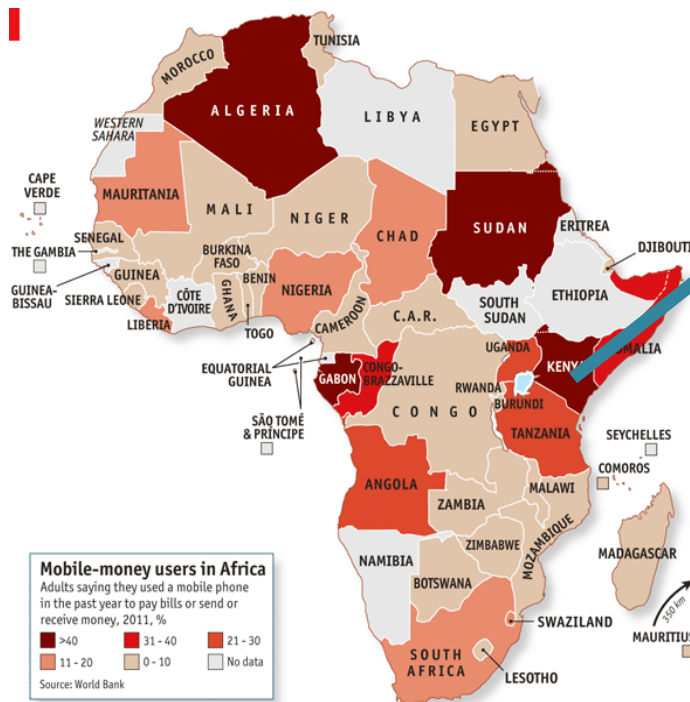 TUNISIA
MOROCCO
ALGERIA
LIBYA
EGYPT
WESTERN
SAHARA
CAPE
VERDE
MAURITANIA
MALI
NIGER
CHAD
SUDAN
ERITREA
DJIBOUTI
THE GAMBIA
SENEGAL
BURKINA
FASO
GUINEA-
BISSAU
GUINEA
BENIN
NIGERIA
ETHIOPIA
SIERRA LEONE
CÔTE
D'IVOIRE
GHANA
SOUTH
SUDAN
LIBERIA
TOGO
CAMEROON
C.A.R.
UGANDA
EQUATORIAL
GUINEA
GABON
CONGO-
BRAZZAVILLE
RWANDA
BURUNDI
CONGO
SÃO TOMÉ
& PRÍNCIPE
TANZANIA
SEYCHELLES
COMOROS
ANGOLA
MALAWI
ZAMBIA
MOZAMBIQUE
ZIMBABWE
MADAGASCAR
NAMIBIA
BOTSWANA
350 km
MAURITIUS
SWAZILAND
SOUTH
AFRICA
LESOTHO
Mobile-money users in Africa
Adults saying they used a mobile phone
in the past year to pay bills or send or
receive money, 2011, %
>40 31 - 40 21 - 30
11 - 20 0 - 10 No data
Source: World Bank